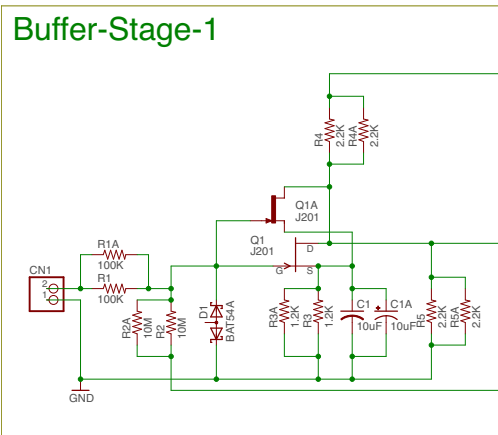 Buffer-Stage-1
R4
2.2K
R4A
2.2K
Q1A
J201
Q1
J201
D
G
S
R1A
100K
CN1
2
1
R1
100K
R2A
10M
R2
10M
D1
BAT54A
R3A
1.2K
R3
1.2K
C1
10uF
C1A
10uF
R5
2.2K
R5A
2.2K
GND